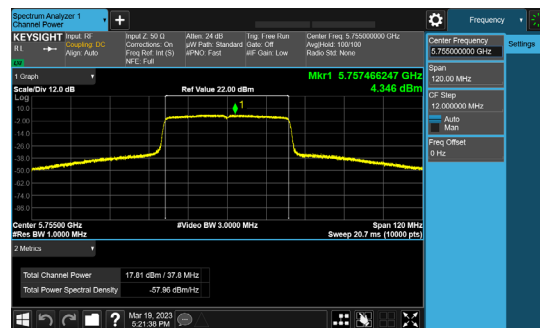 Spectrum Analyzer 1
Channel Power
+
Frequency
KEYSIGHT
Input: RF
Input Z: 50 Ω
Atten: 24 dB
Trig: Free Run
Center Freq: 5.755000000 GHz
RL
Coupling: DC
Corrections: On
µW Path: Standard
Gate: Off
Avg|Hold: 100/100
Align: Auto
Freq Ref: Int (S)
#PNO: Fast
#IF Gain: Low
Radio Std: None
NFE: Full
LXI
Center Frequency
5.755000000 GHz
Settings
Span
120.00 MHz
CF Step
12.000000 MHz
Auto
Man
Freq Offset
0 Hz
1 Graph
Mkr1 5.757466247 GHz
Scale/Div 12.0 dB
Ref Value 22.00 dBm
4.346 dBm
Log
1
10.0
-2.00
-14.0
-26.0
-38.0
-50.0
-62.0
-74.0
-86.0
Center 5.75500 GHz
#Video BW 3.0000 MHz
Span 120 MHz
#Res BW 1.0000 MHz
Sweep 20.7 ms (10000 pts)
2 Metrics
Total Channel Power
17.81 dBm / 37.8 MHz
Total Power Spectral Density
-57.96 dBm/Hz
?
Mar 19, 2023
5:21:38 PM